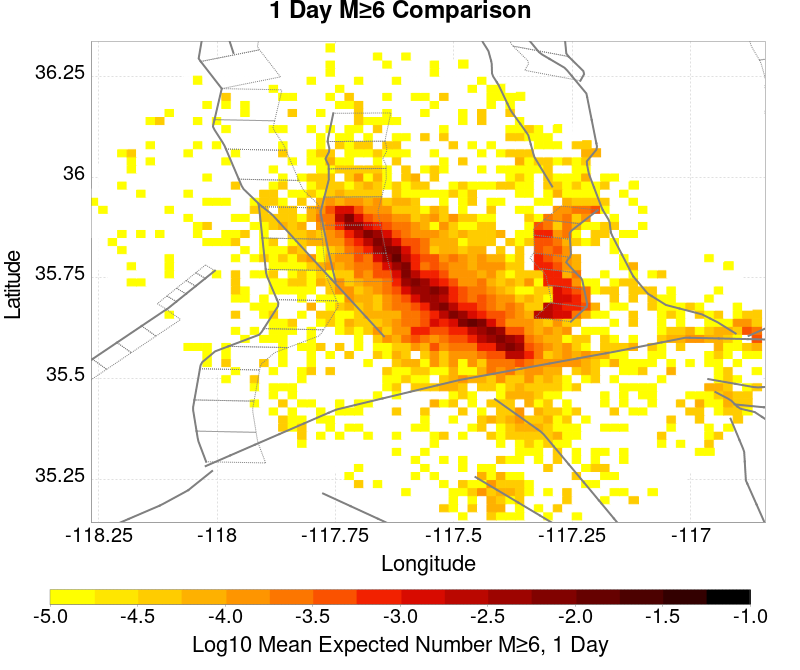 1 Day M≥6 Comparison
36.25
36
35.75
35.5
35.25
Latitude
-118.25 -118 -117.75 -117.5 -117.25 -117
Longitude
-5.0 -4.5 -4.0 -3.5 -3.0 -2.5 -2.0 -1.5 -1.0
Log10 Mean Expected Number M≥6, 1 Day